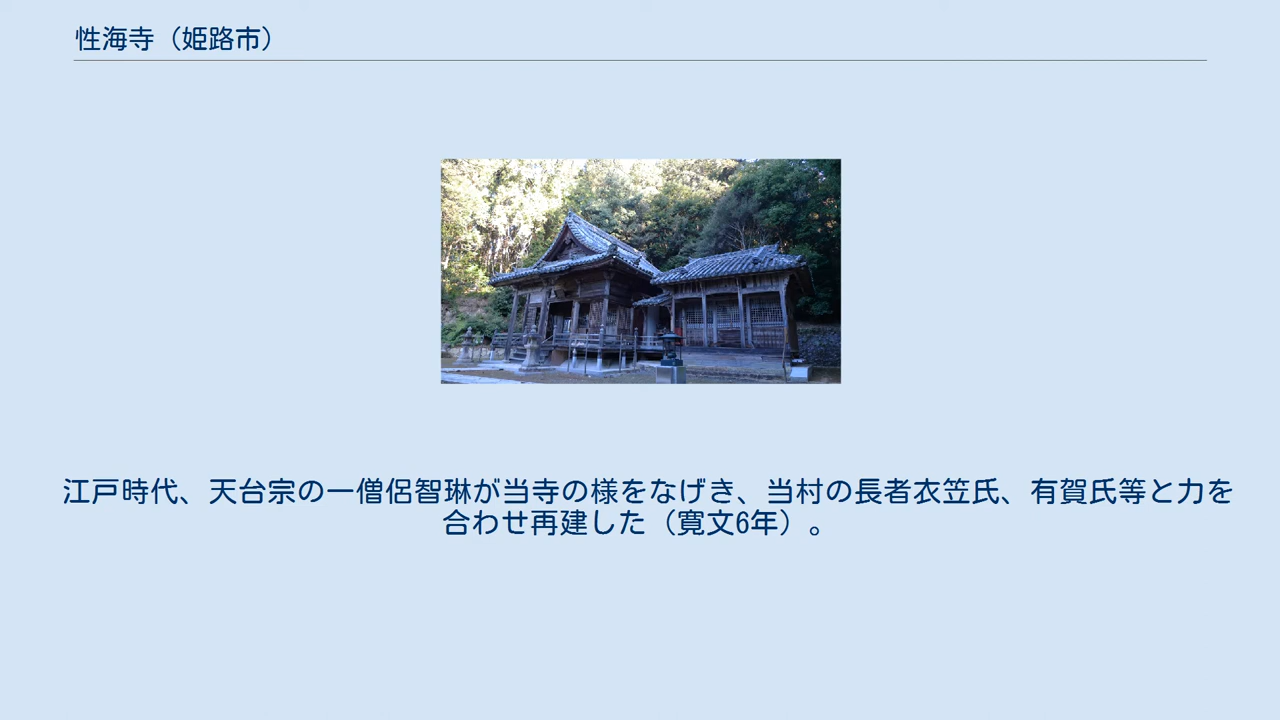 性海寺（姫路市）
江戸時代、天台宗の一僧侶智琳が当寺の様をなげき、当村の長者衣笠氏、有賀氏等と力を
合わせ再建した（寛文6年）。